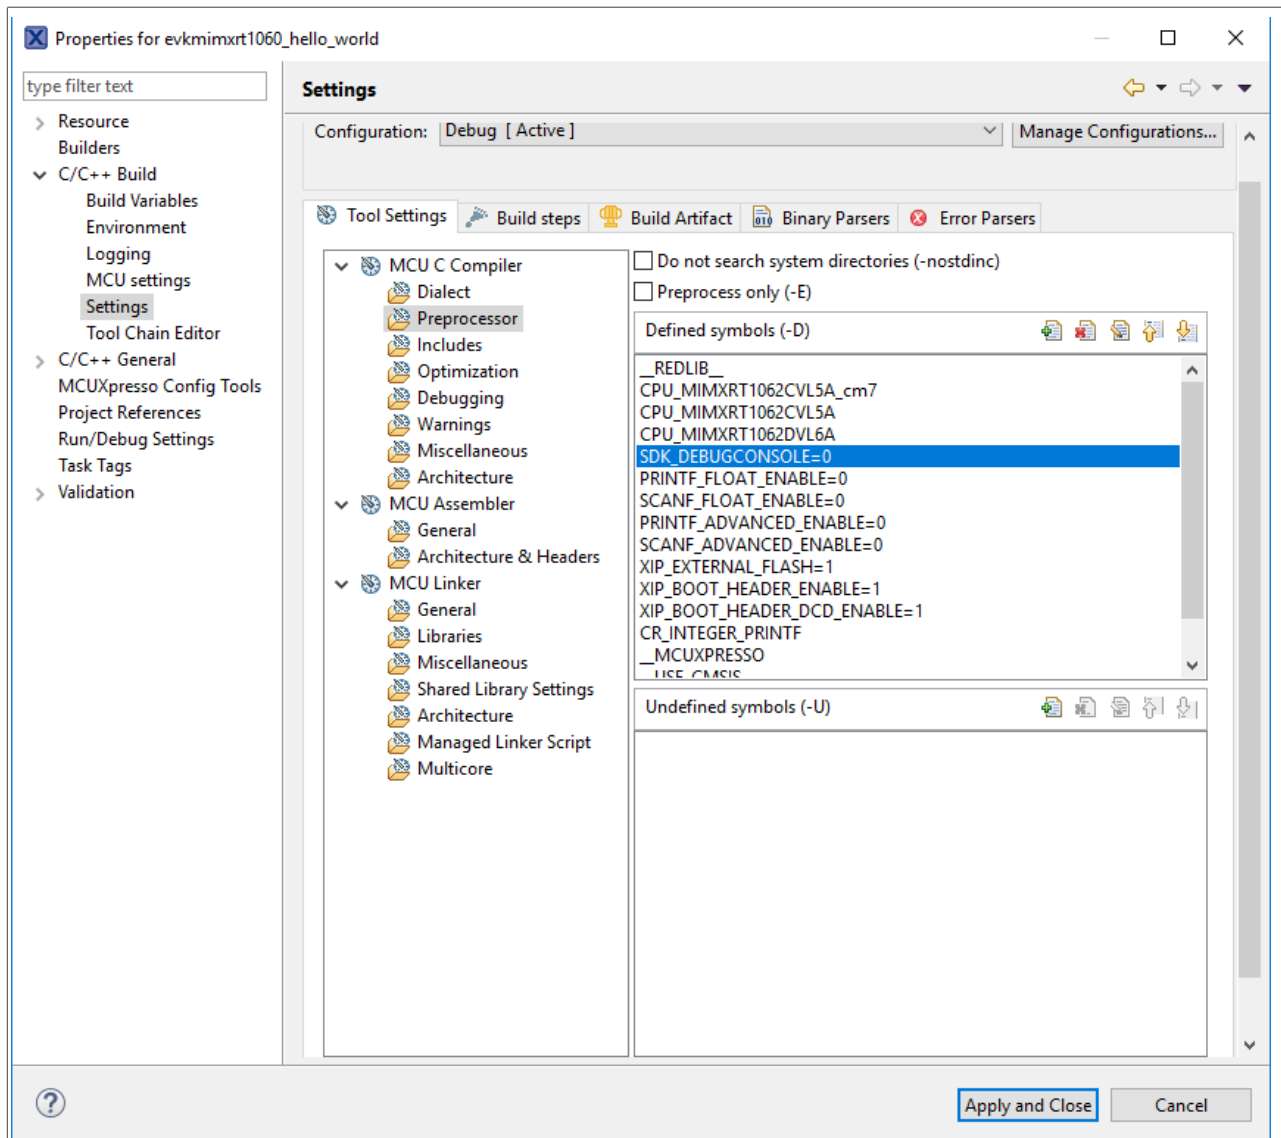 Properties for evkmimxrt1060_hello_world
type filter text
Resource
Builders
C/C++ Build
Build Variables
Environment
Logging
MCU settings
Settings
Tool Chain Editor
C/C++ General
MCUXpresso Config Tools
Project References
Run/Debug Settings
Task Tags
Validation
Settings
Configuration: Debug [ Active ] Manage Configurations...
Tool Settings Build steps Build Artifact Binary Parsers Error Parsers
MCU C Compiler
Dialect
Preprocessor
Includes
Optimization
Debugging
Warnings
Miscellaneous
Architecture
MCU Assembler
General
Architecture & Headers
MCU Linker
General
Libraries
Miscellaneous
Shared Library Settings
Architecture
Managed Linker Script
Multicore
Do not search system directories (-nostdinc)
Preprocess only (-E)
Defined symbols (-D)
__REDLIB__
CPU_MIMXRT1062CVL5A_cm7
CPU_MIMXRT1062CVL5A
CPU_MIMXRT1062DVL6A
SDK_DEBUGCONSOLE=0
PRINTF_FLOAT_ENABLE=0
SCANF_FLOAT_ENABLE=0
PRINTF_ADVANCED_ENABLE=0
SCANF_ADVANCED_ENABLE=0
XIP_EXTERNAL_FLASH=1
XIP_BOOT_HEADER_ENABLE=1
XIP_BOOT_HEADER_DCD_ENABLE=1
CR_INTEGER_PRINTF
__MCUXPRESSO
__USE_CMSIS
Undefined symbols (-U)
Apply and Close Cancel